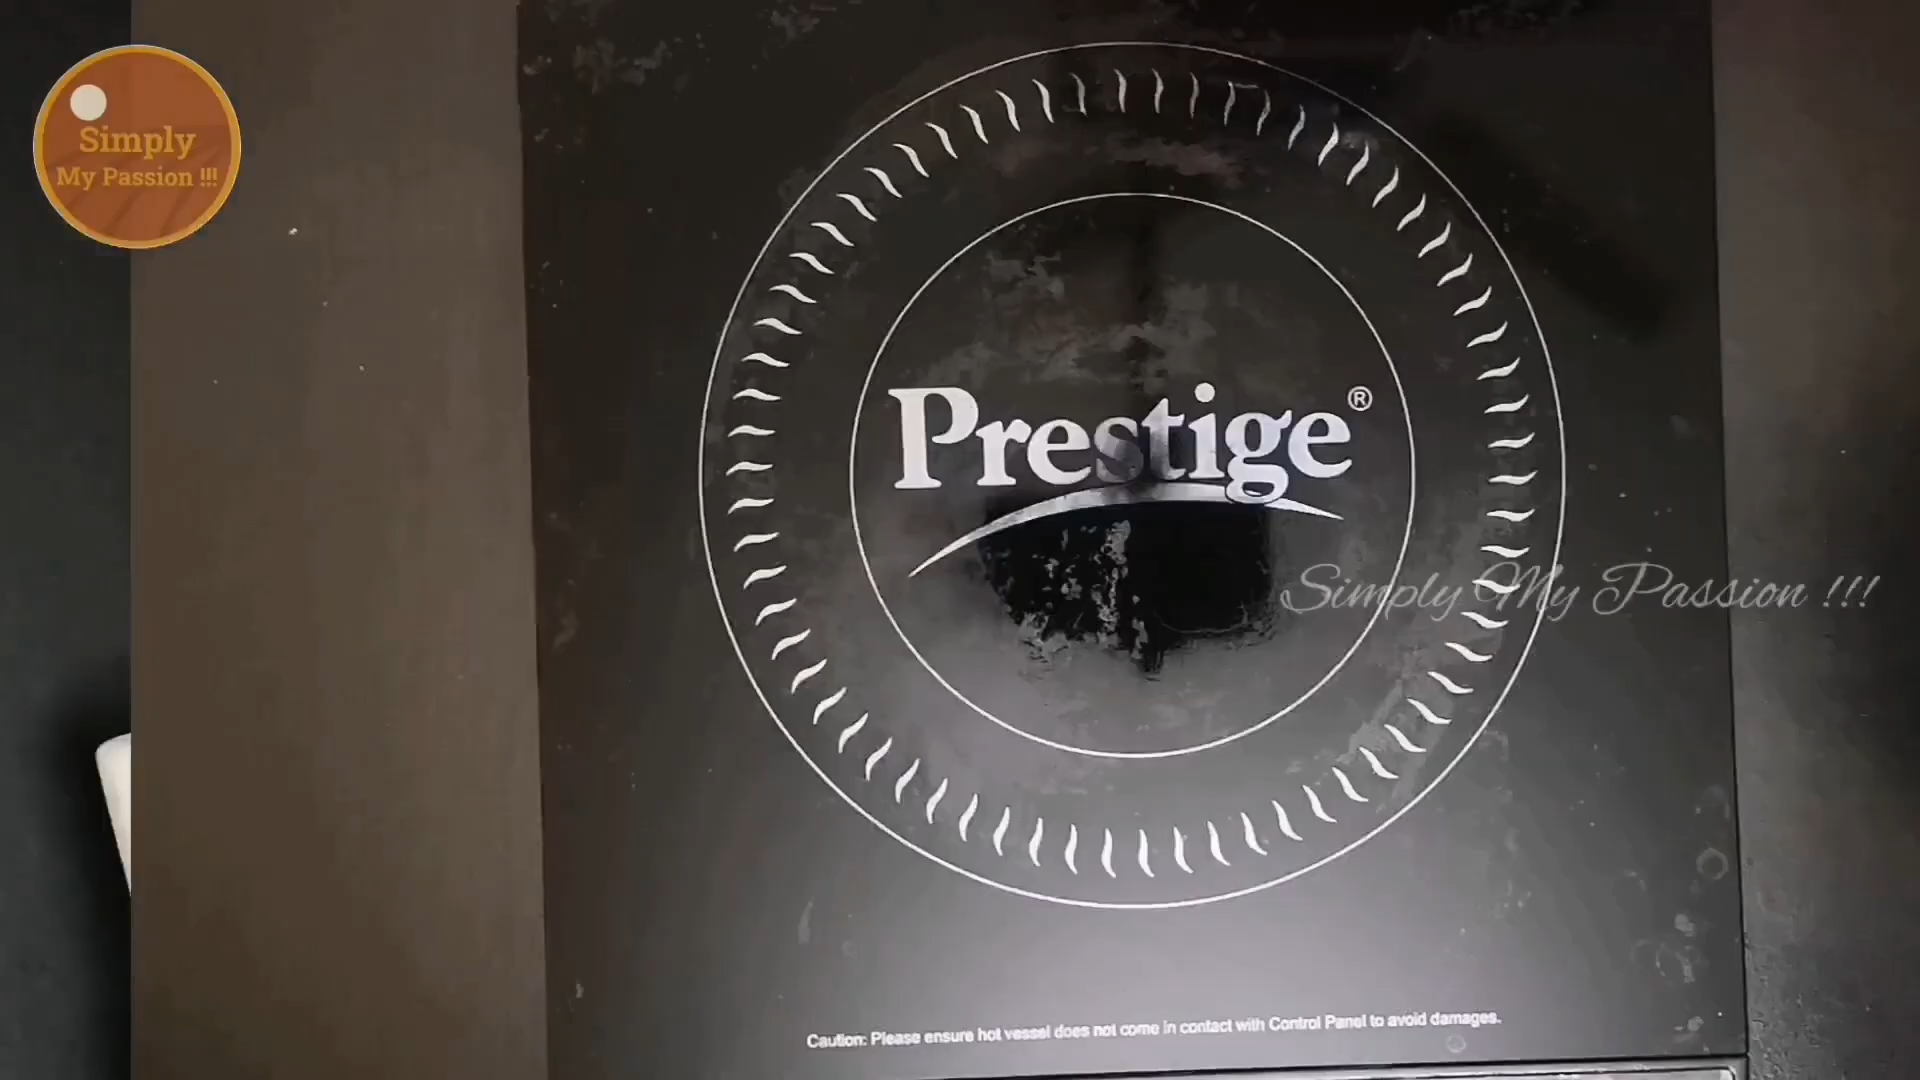 Simply
My Passion !!!
Prestige®
Simply My Passion !!!
Caution: Please ensure hot vessel does not come in contact with Control Panel to avoid damages.